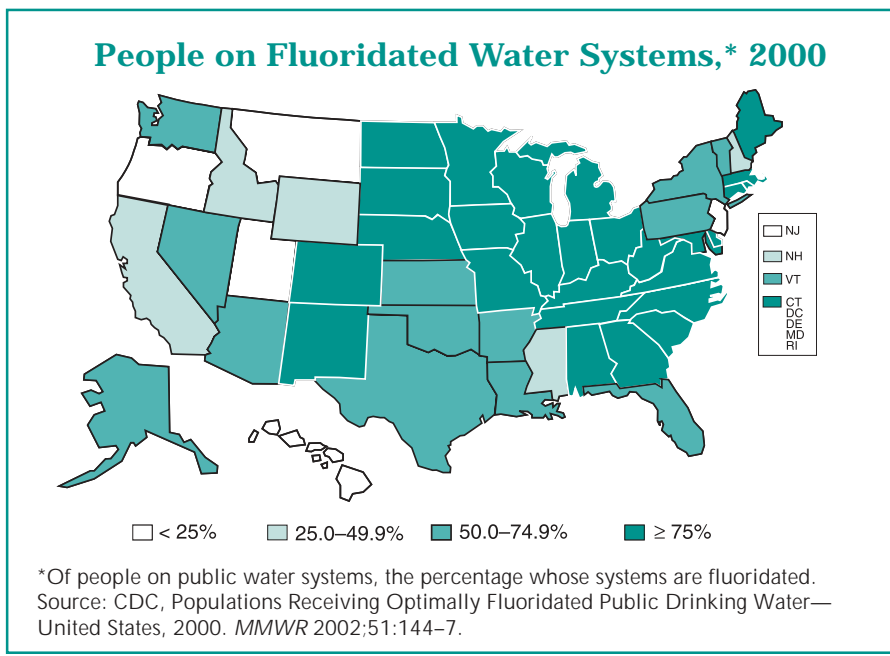 People on Fluoridated Water Systems,* 2000
NJ
NH
VT
CT
DC
DE
MD
RI
< 25%
25.0–49.9%
50.0–74.9%
≥ 75%
*Of people on public water systems, the percentage whose systems are fluoridated.
Source: CDC, Populations Receiving Optimally Fluoridated Public Drinking Water—
United States, 2000. MMWR 2002;51:144–7.